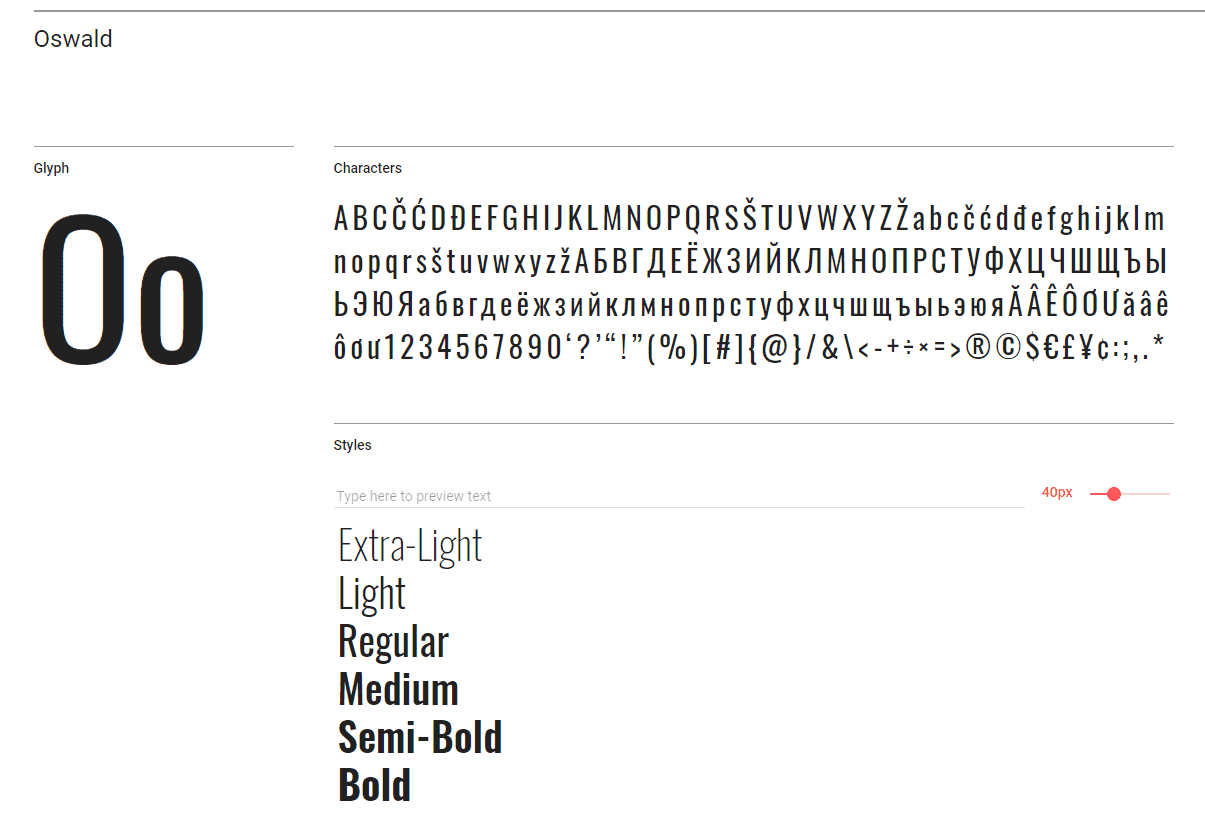 Oswald
Glyph
Oo
Characters
ABCČĆDĐEFGHIJKLMNOPQRSŠTUVWXYZŽabcčćdđefghijklm
nopqrsštuvwxyzžАБВГДЕЁЖЗИЙКЛМНОПРСТУФХЦЧШЩЪЫ
ЬЭЮЯабвгдеёжзийклмнопрстуфхцчшщъыьэюяĂÂÊÔƠƯăâê
ôơư1234567890‘?’“!”(%)[#]{@}/&\<-+÷×=>®©$€£¥¢:;,.*
Styles
Type here to preview text
40px
Extra-Light
Light
Regular
Medium
Semi-Bold
Bold